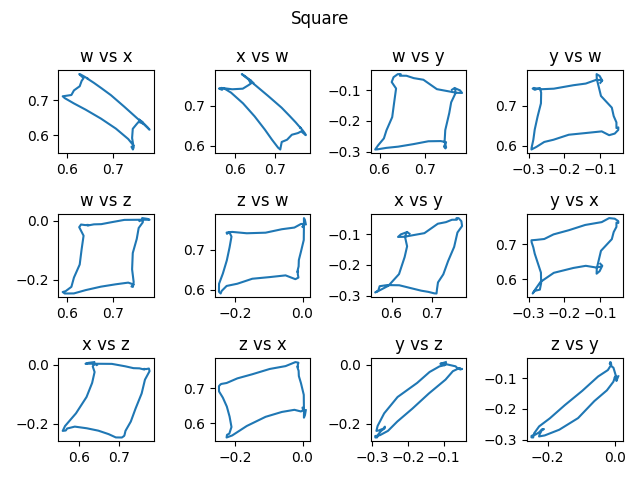 Square
w vs x x vs w w vs y y vs w
0.7 0.6 0.7 0.6 −0.1 −0.2 −0.3 0.7 0.6
0.6 0.7 0.6 0.7 0.6 0.7 −0.3 −0.2 −0.1
w vs z z vs w x vs y y vs x
0.0 −0.2 0.7 0.6 −0.1 −0.2 −0.3 0.7 0.6
0.6 0.7 −0.2 0.0 0.6 0.7 −0.3 −0.2 −0.1
x vs z z vs x y vs z z vs y
0.0 −0.2 0.7 0.6 0.0 −0.2 −0.1 −0.2 −0.3
0.6 0.7 −0.2 0.0 −0.3 −0.2 −0.1 −0.2 0.0